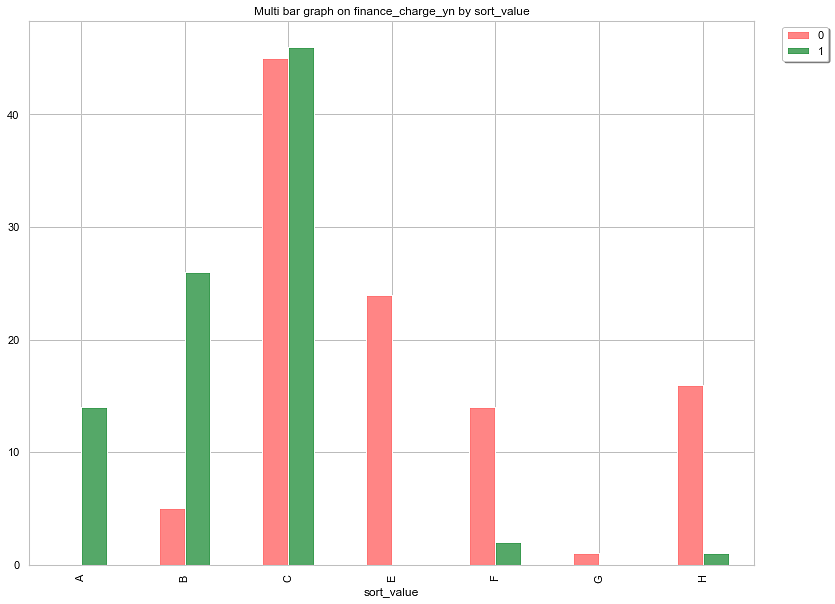 Multi bar graph on finance_charge_yn by sort_value
0
1
40
30
20
10
0
A
B
C
E
F
G
H
sort_value